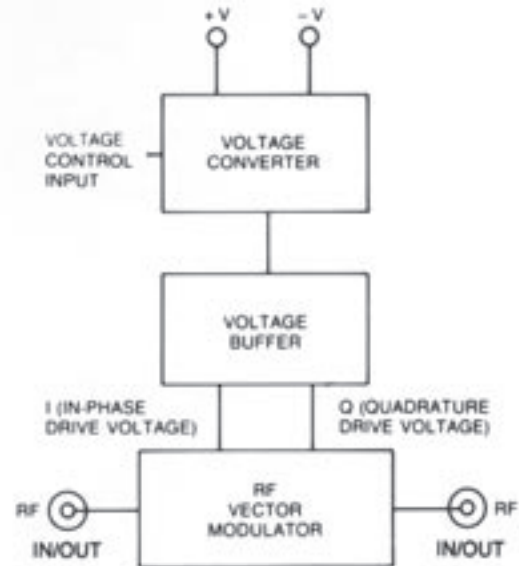 + V
– V
VOLTAGE
CONTROL
INPUT
VOLTAGE
CONVERTER
VOLTAGE
BUFFER
I (IN-PHASE
DRIVE VOLTAGE)
Q (QUADRATURE
DRIVE VOLTAGE)
RF
VECTOR
MODULATOR
RF
IN/OUT
RF
IN/OUT